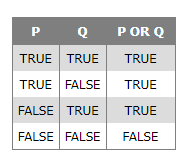 P Q P OR Q
TRUE TRUE TRUE
TRUE FALSE TRUE
FALSE TRUE TRUE
FALSE FALSE FALSE